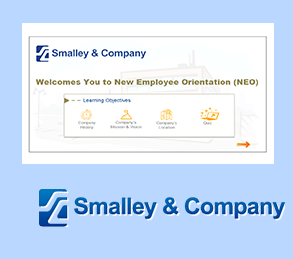 Smalley & Company
Welcomes You to New Employee Orientation (NEO)
Learning Objectives
Company History
Company's Mission & Vision
Company's Location
Quiz
Smalley & Company